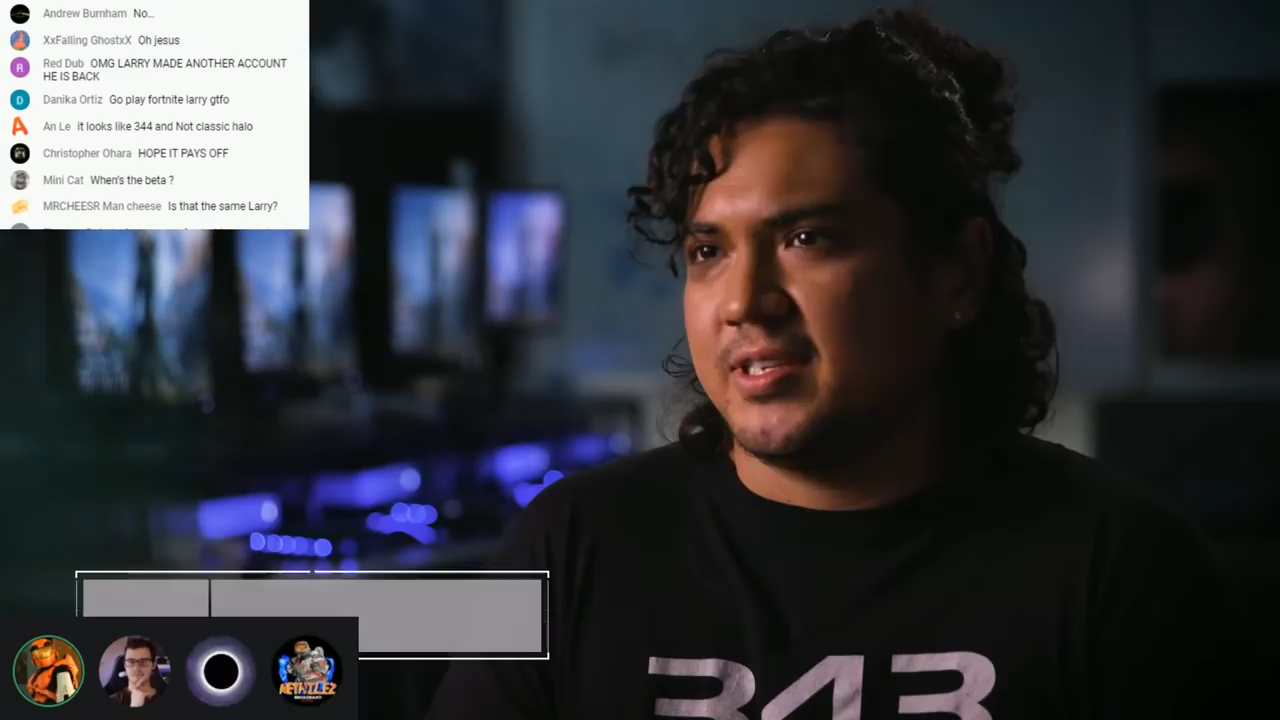 Andrew Burnham No...
XxFalling GhostxX Oh jesus
Red Dub OMG LARRY MADE ANOTHER ACCOUNT
HE IS BACK
Danika Ortiz Go play fortnite larry gtfo
An Le it looks like 344 and Not classic halo
Christopher Ohara HOPE IT PAYS OFF
Mini Cat When's the beta ?
MRCHEESR Man cheese Is that the same Larry?
R
D
343